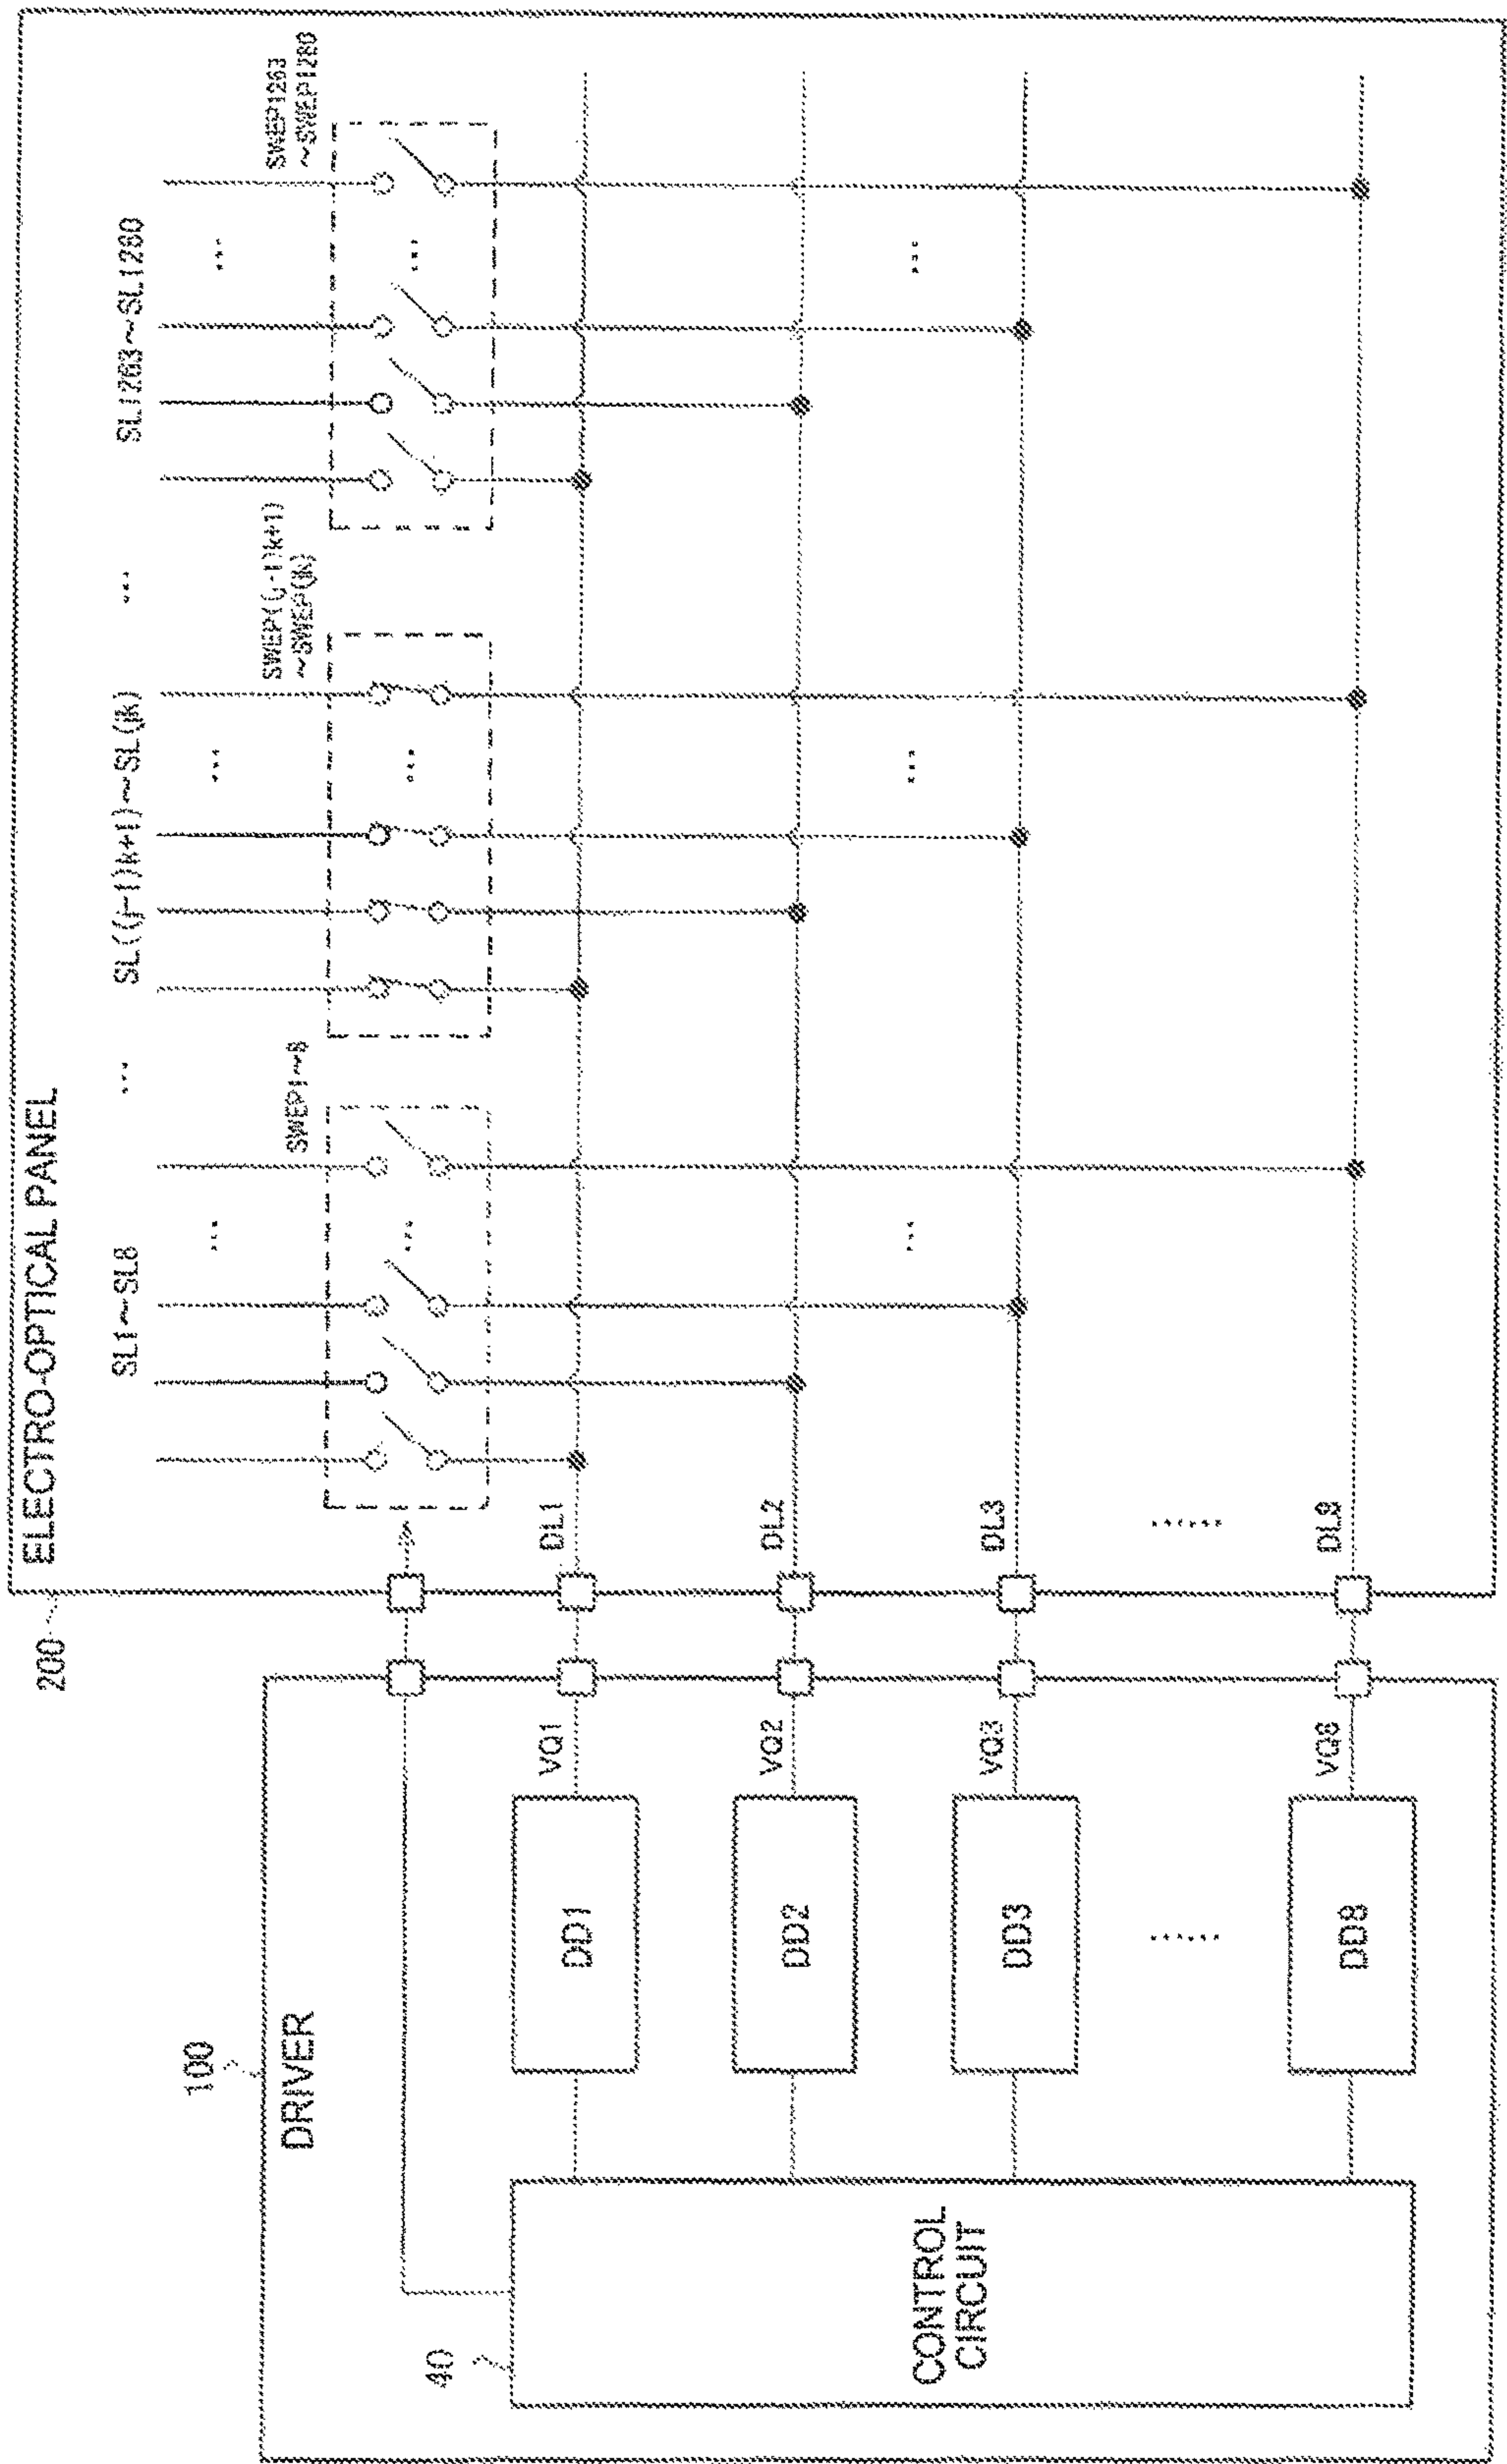 ELECTRO-OPTICAL PANEL
200
SL1~SL8
...
SL((j-1)k+1)~SL(jk)
...
SL1263~SL1280
SWEP1~8
SWEP((j-1)k+1)
~SWEP(jk)
SWEP1263
~SWEP1280
100
DRIVER
40
CONTROL
CIRCUIT
DD1
VQ1
DL1
DD2
VQ2
DL2
DD3
VQ3
DL3
DD8
VQ8